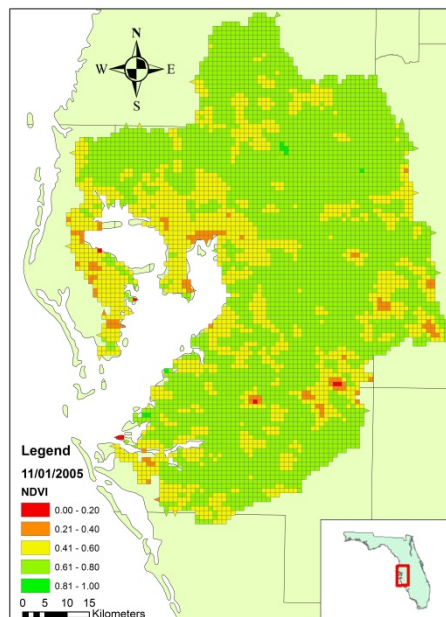 N
W E
S
Legend
11/01/2005
NDVI
0.00 - 0.20
0.21 - 0.40
0.41 - 0.60
0.61 - 0.80
0.81 - 1.00
0 5 10 15
Kilometers